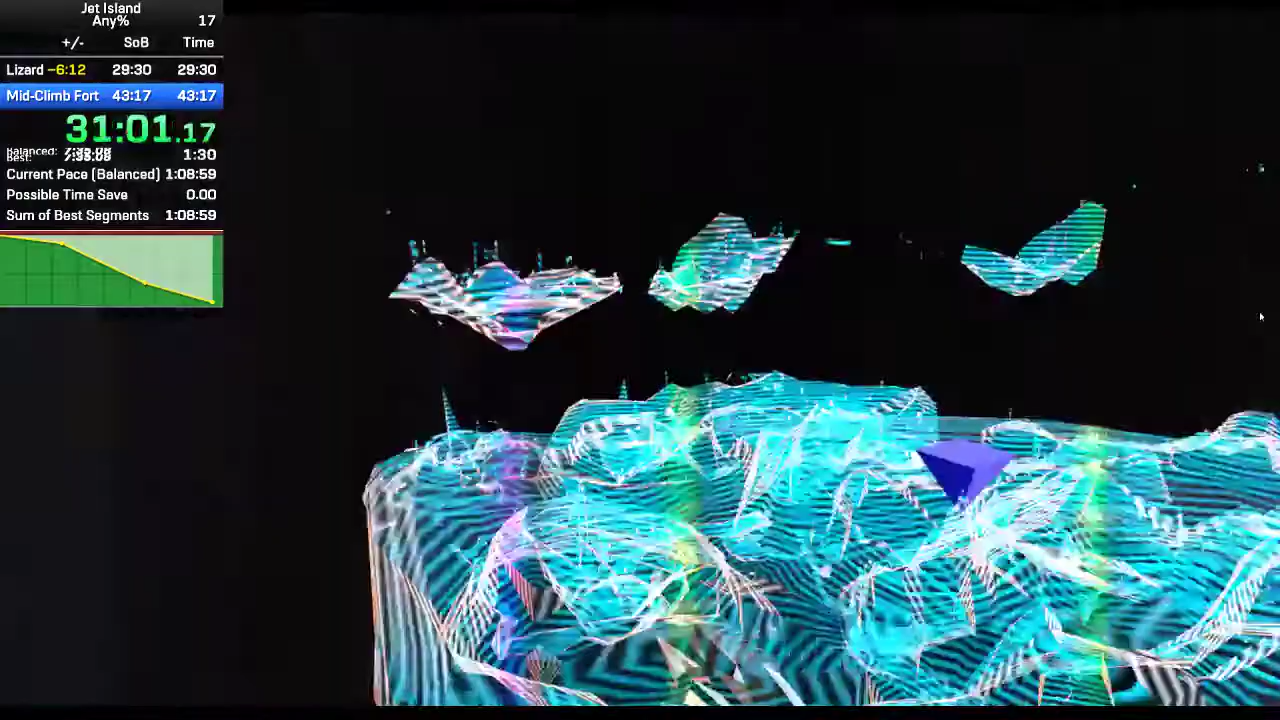 Jet Island
Any% 17
+/- SoB Time
Lizard −6:12 29:30 29:30
Mid-Climb Fort 43:17 43:17
31:01.17
Balanced:
Best: 1:30
Current Pace (Balanced) 1:08:59
Possible Time Save 0.00
Sum of Best Segments 1:08:59